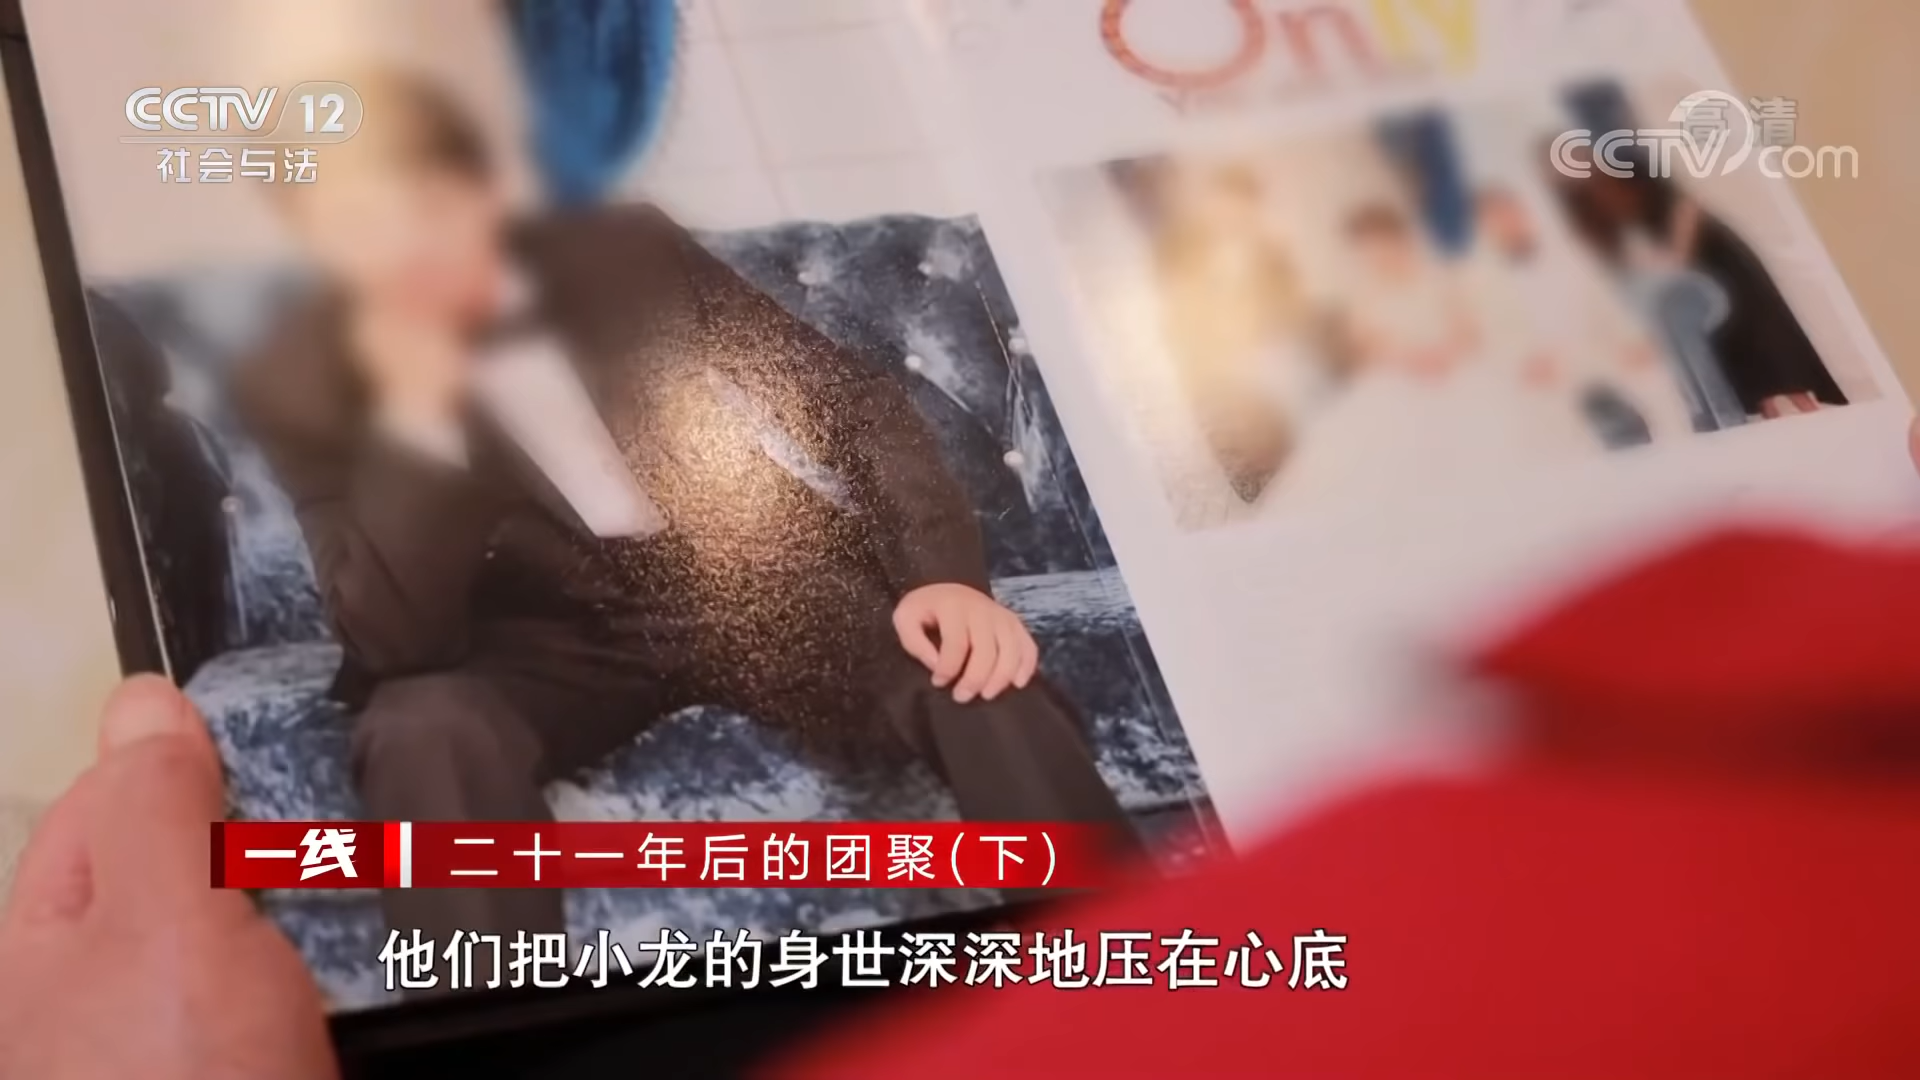 CCTV 12
社会与法
高清
CCTV.com
Only
一线
二十一年后的团聚(下)
他们把小龙的身世深深地压在心底